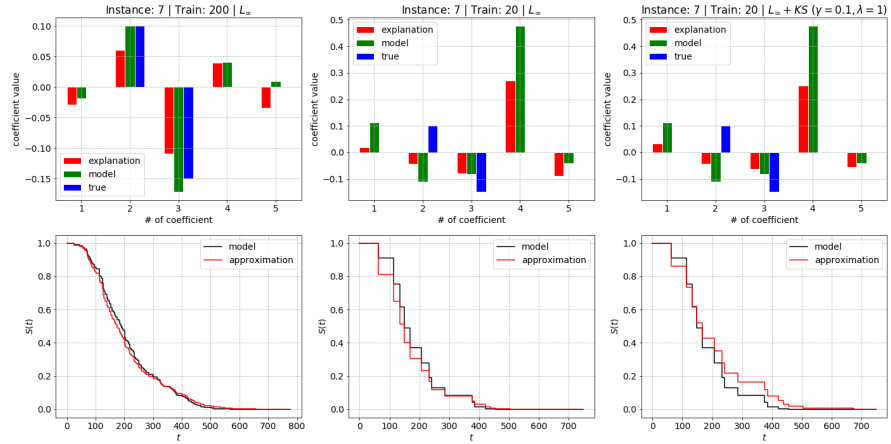 Instance: 7 | Train: 200 | L∞
coefficient value
0.10
0.05
0.00
−0.05
−0.10
−0.15
explanation
model
true
1 2 3 4 5
# of coefficient
Instance: 7 | Train: 20 | L∞
coefficient value
0.5
0.4
0.3
0.2
0.1
0.0
−0.1
explanation
model
true
1 2 3 4 5
# of coefficient
Instance: 7 | Train: 20 | L∞ + KS (γ = 0.1, λ = 1)
coefficient value
0.5
0.4
0.3
0.2
0.1
0.0
−0.1
explanation
model
true
1 2 3 4 5
# of coefficient
S(t)
1.0
0.8
0.6
0.4
0.2
0.0
model
approximation
0 100 200 300 400 500 600 700 800
t
S(t)
1.0
0.8
0.6
0.4
0.2
0.0
model
approximation
0 100 200 300 400 500 600 700
t
S(t)
1.0
0.8
0.6
0.4
0.2
0.0
model
approximation
0 100 200 300 400 500 600 700
t